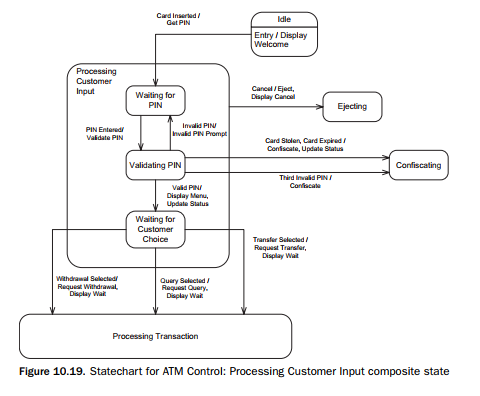 Card Inserted /
Get PIN
Idle
Entry / Display
Welcome
Processing
Customer
Input
Waiting for
PIN
Cancel / Eject,
Display Cancel
Ejecting
PIN Entered/
Validate PIN
Invalid PIN/
Invalid PIN Prompt
Card Stolen, Card Expired /
Confiscate, Update Status
Validating PIN
Confiscating
Third Invalid PIN /
Confiscate
Valid PIN/
Display Menu,
Update Status
Waiting for
Customer
Choice
Transfer Selected /
Request Transfer,
Display Wait
Withdrawal Selected/
Request Withdrawal,
Display Wait
Query Selected /
Request Query,
Display Wait
Processing Transaction
Figure 10.19. Statechart for ATM Control: Processing Customer Input composite state